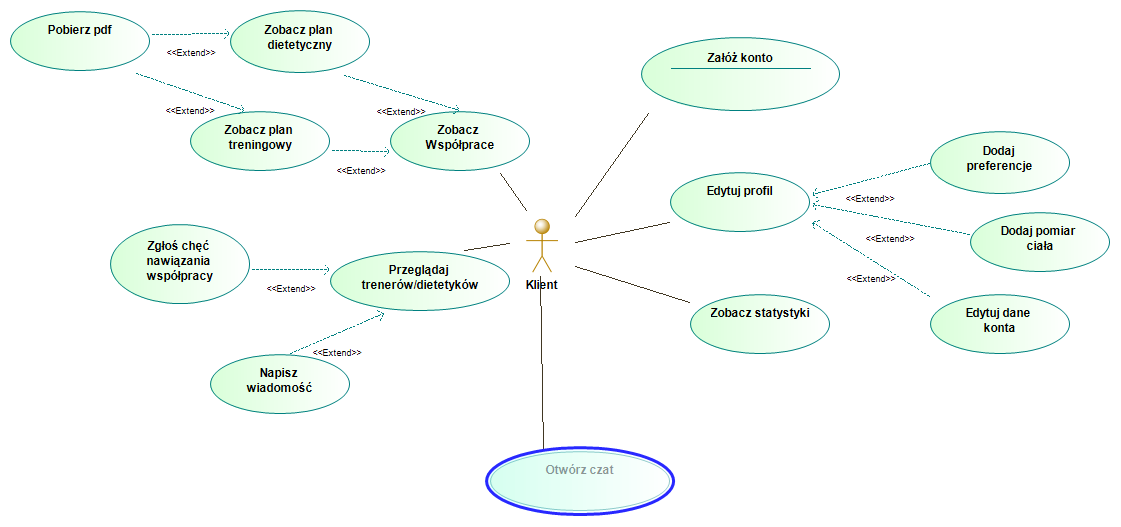 Pobierz pdf
<<Extend>>
Zobacz plan
dietetyczny
Załóż konto
<<Extend>>
<<Extend>>
Zobacz plan
treningowy
<<Extend>>
Zobacz
Współprace
Dodaj
preferencje
Edytuj profil
<<Extend>>
Zgłoś chęć
nawiązania
współpracy
<<Extend>>
Przeglądaj
trenerów/dietetyków
Klient
<<Extend>>
Dodaj pomiar
ciała
<<Extend>>
Zobacz statystyki
Edytuj dane
konta
<<Extend>>
Napisz
wiadomość
Otwórz czat